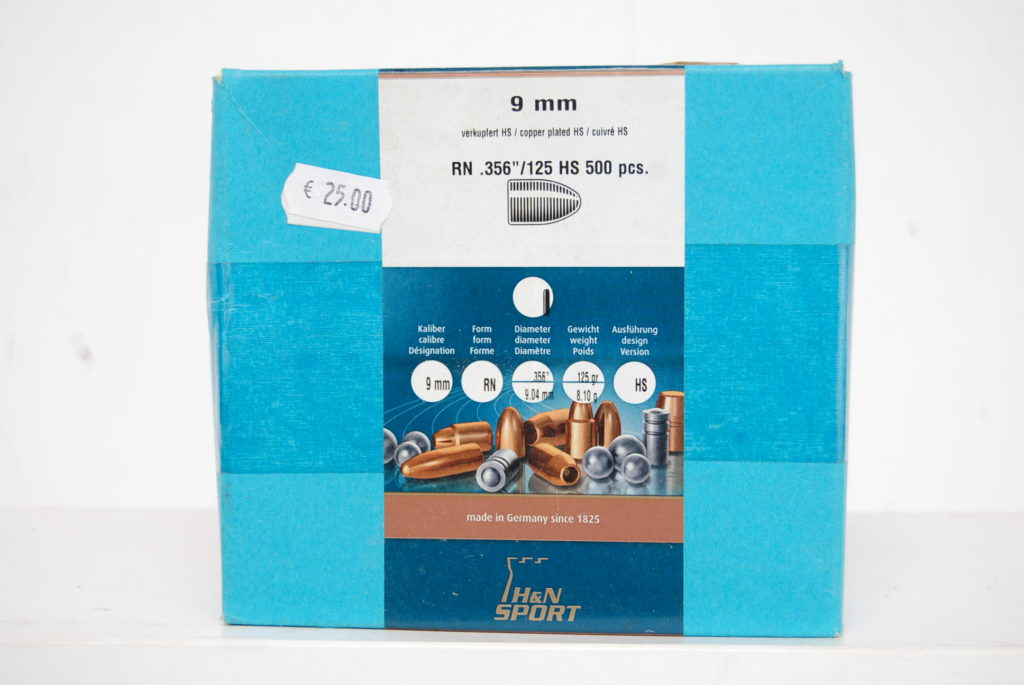 9 mm
verkupfert HS / copper plated HS / cuivré HS
RN .356"/125 HS 500 pcs.
€ 25.00
Kaliber Form Diameter Gewicht Ausführung
calibre form diameter weight design
Désignation Forme Diamètre Poids Version
9 mm RN .356" 125 gr HS
9.04 mm 8.10 g
made in Germany since 1825
H&N
SPORT